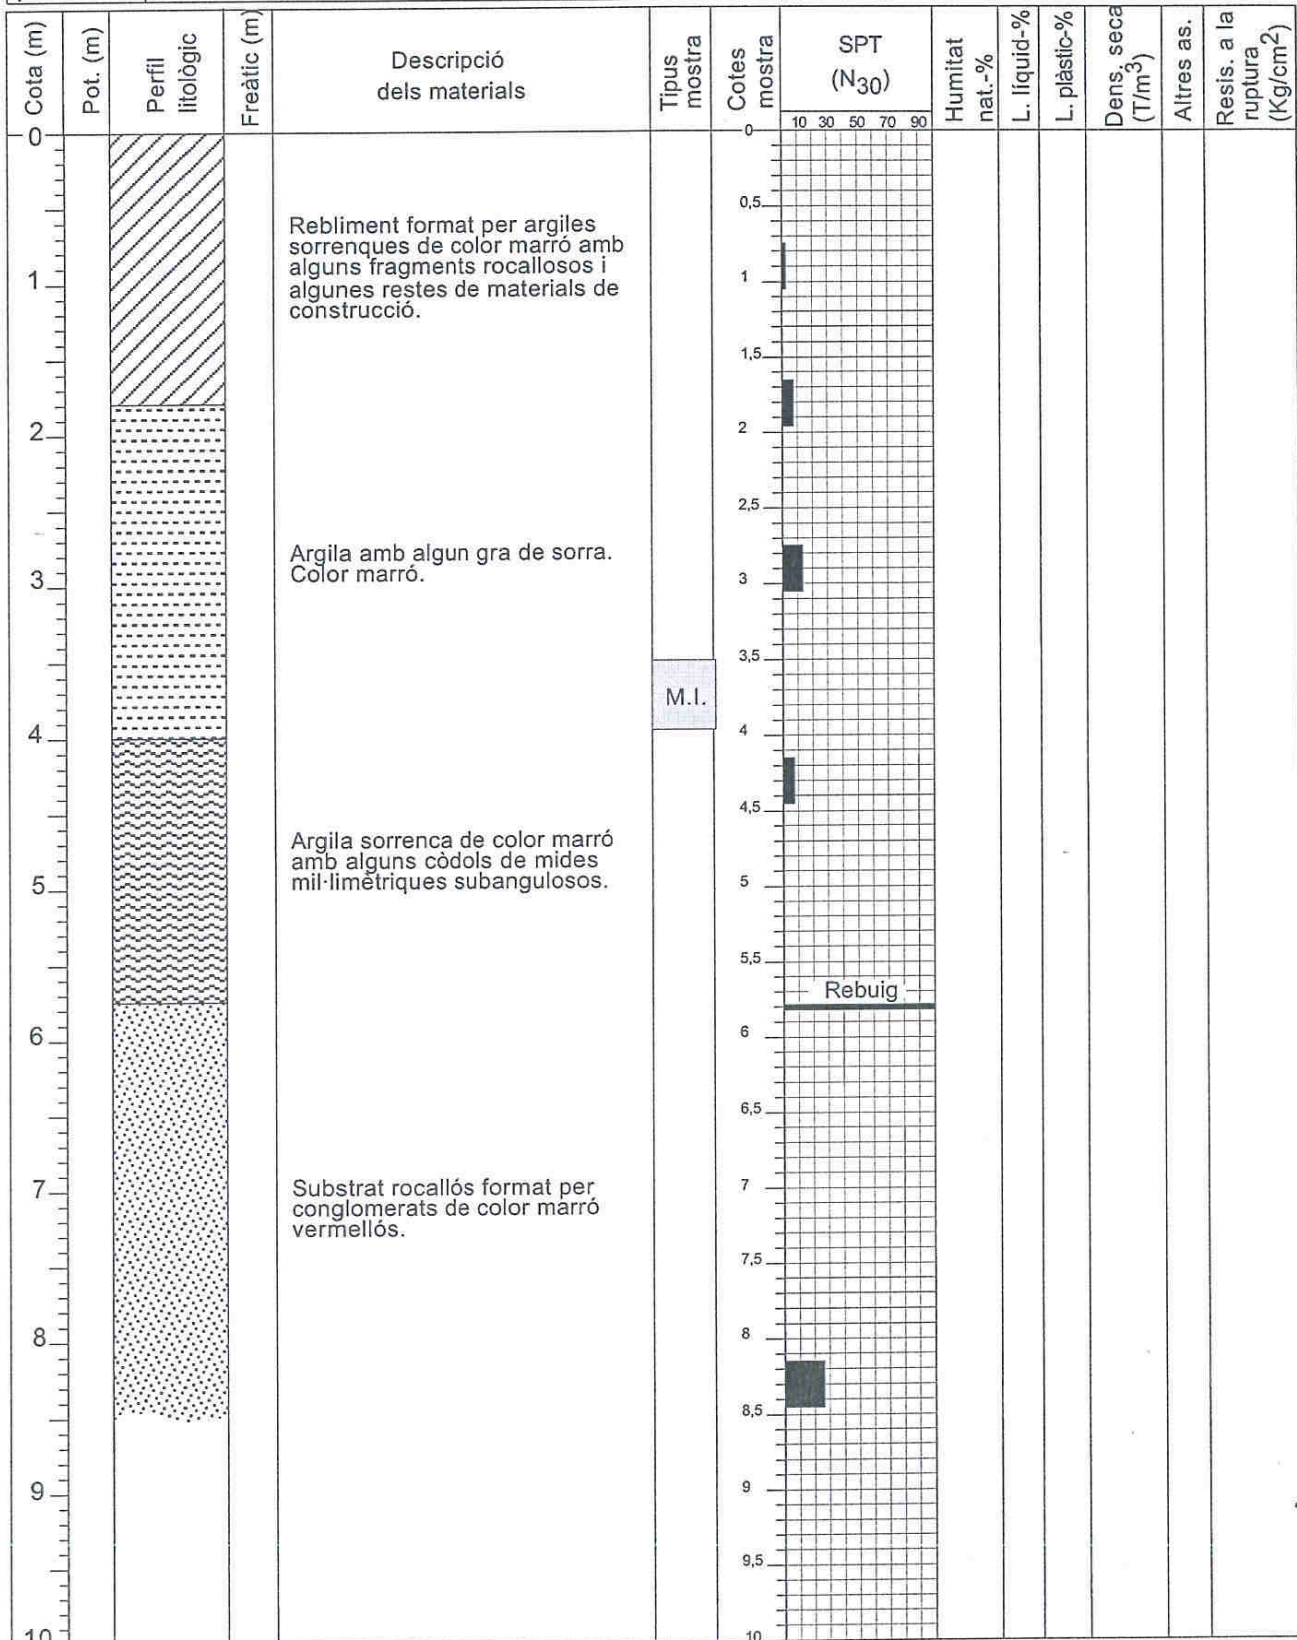 Cota (m)
Pot. (m)
Perfil
litològic
Freàtic (m)
Descripció
dels materials
Tipus
mostra
Cotes
mostra
SPT
(N30)
10 30 50 70 90
Humitat
nat.-%
L. líquid-%
L. plàstic-%
Dens. seca
(T/m3)
Altres as.
Resis. a la
ruptura
(Kg/cm2)
0
0
0,5
Rebliment format per argiles
sorrenques de color marró amb
alguns fragments rocallosos i
algunes restes de materials de
construcció.
1
1
1,5
2
2
2,5
Argila amb algun gra de sorra.
Color marró.
3
3
3,5
M.I.
4
4
4,5
Argila sorrenca de color marró
amb alguns còdols de mides
mil·limètriques subangulosos.
5
5
5,5
Rebuig
6
6
6,5
Substrat rocallós format per
conglomerats de color marró
vermellós.
7
7
7,5
8
8
8,5
9
9
9,5
10
10